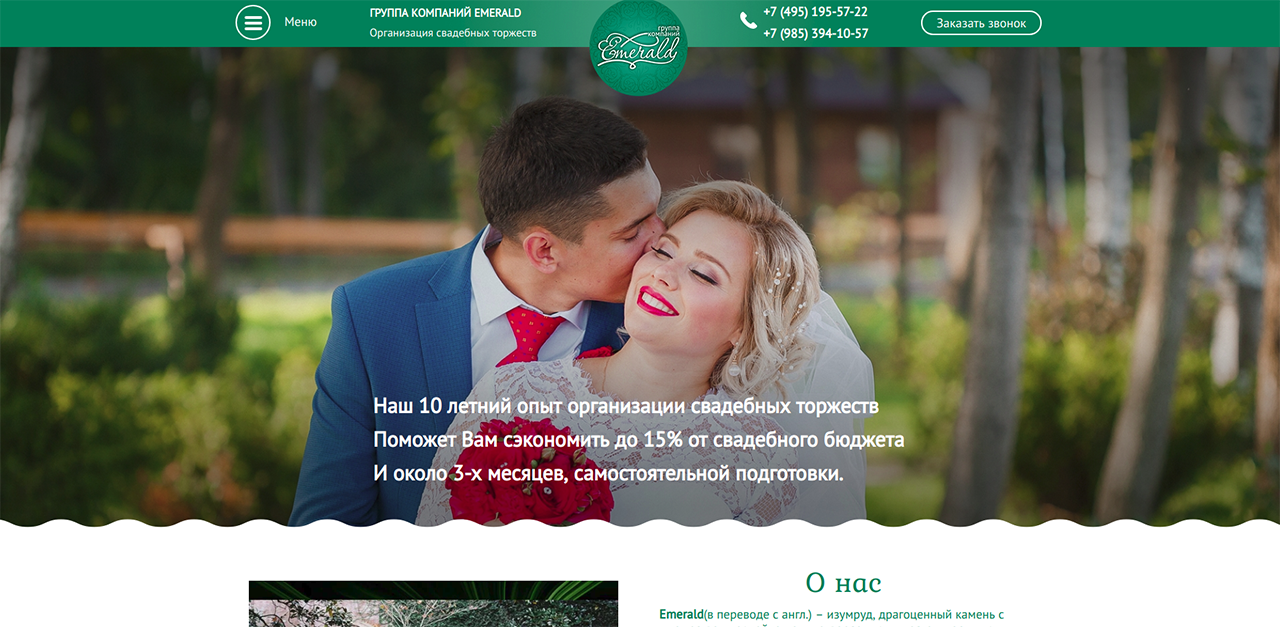 Меню
ГРУППА КОМПАНИЙ EMERALD
Организация свадебных торжеств
группа
компаний
Emerald
+7 (495) 195-57-22
+7 (985) 394-10-57
Заказать звонок
Наш 10 летний опыт организации свадебных торжеств
Поможет Вам сэкономить до 15% от свадебного бюджета
И около 3-х месяцев, самостоятельной подготовки.
О нас
Emerald(в переводе с англ.) – изумруд, драгоценный камень с